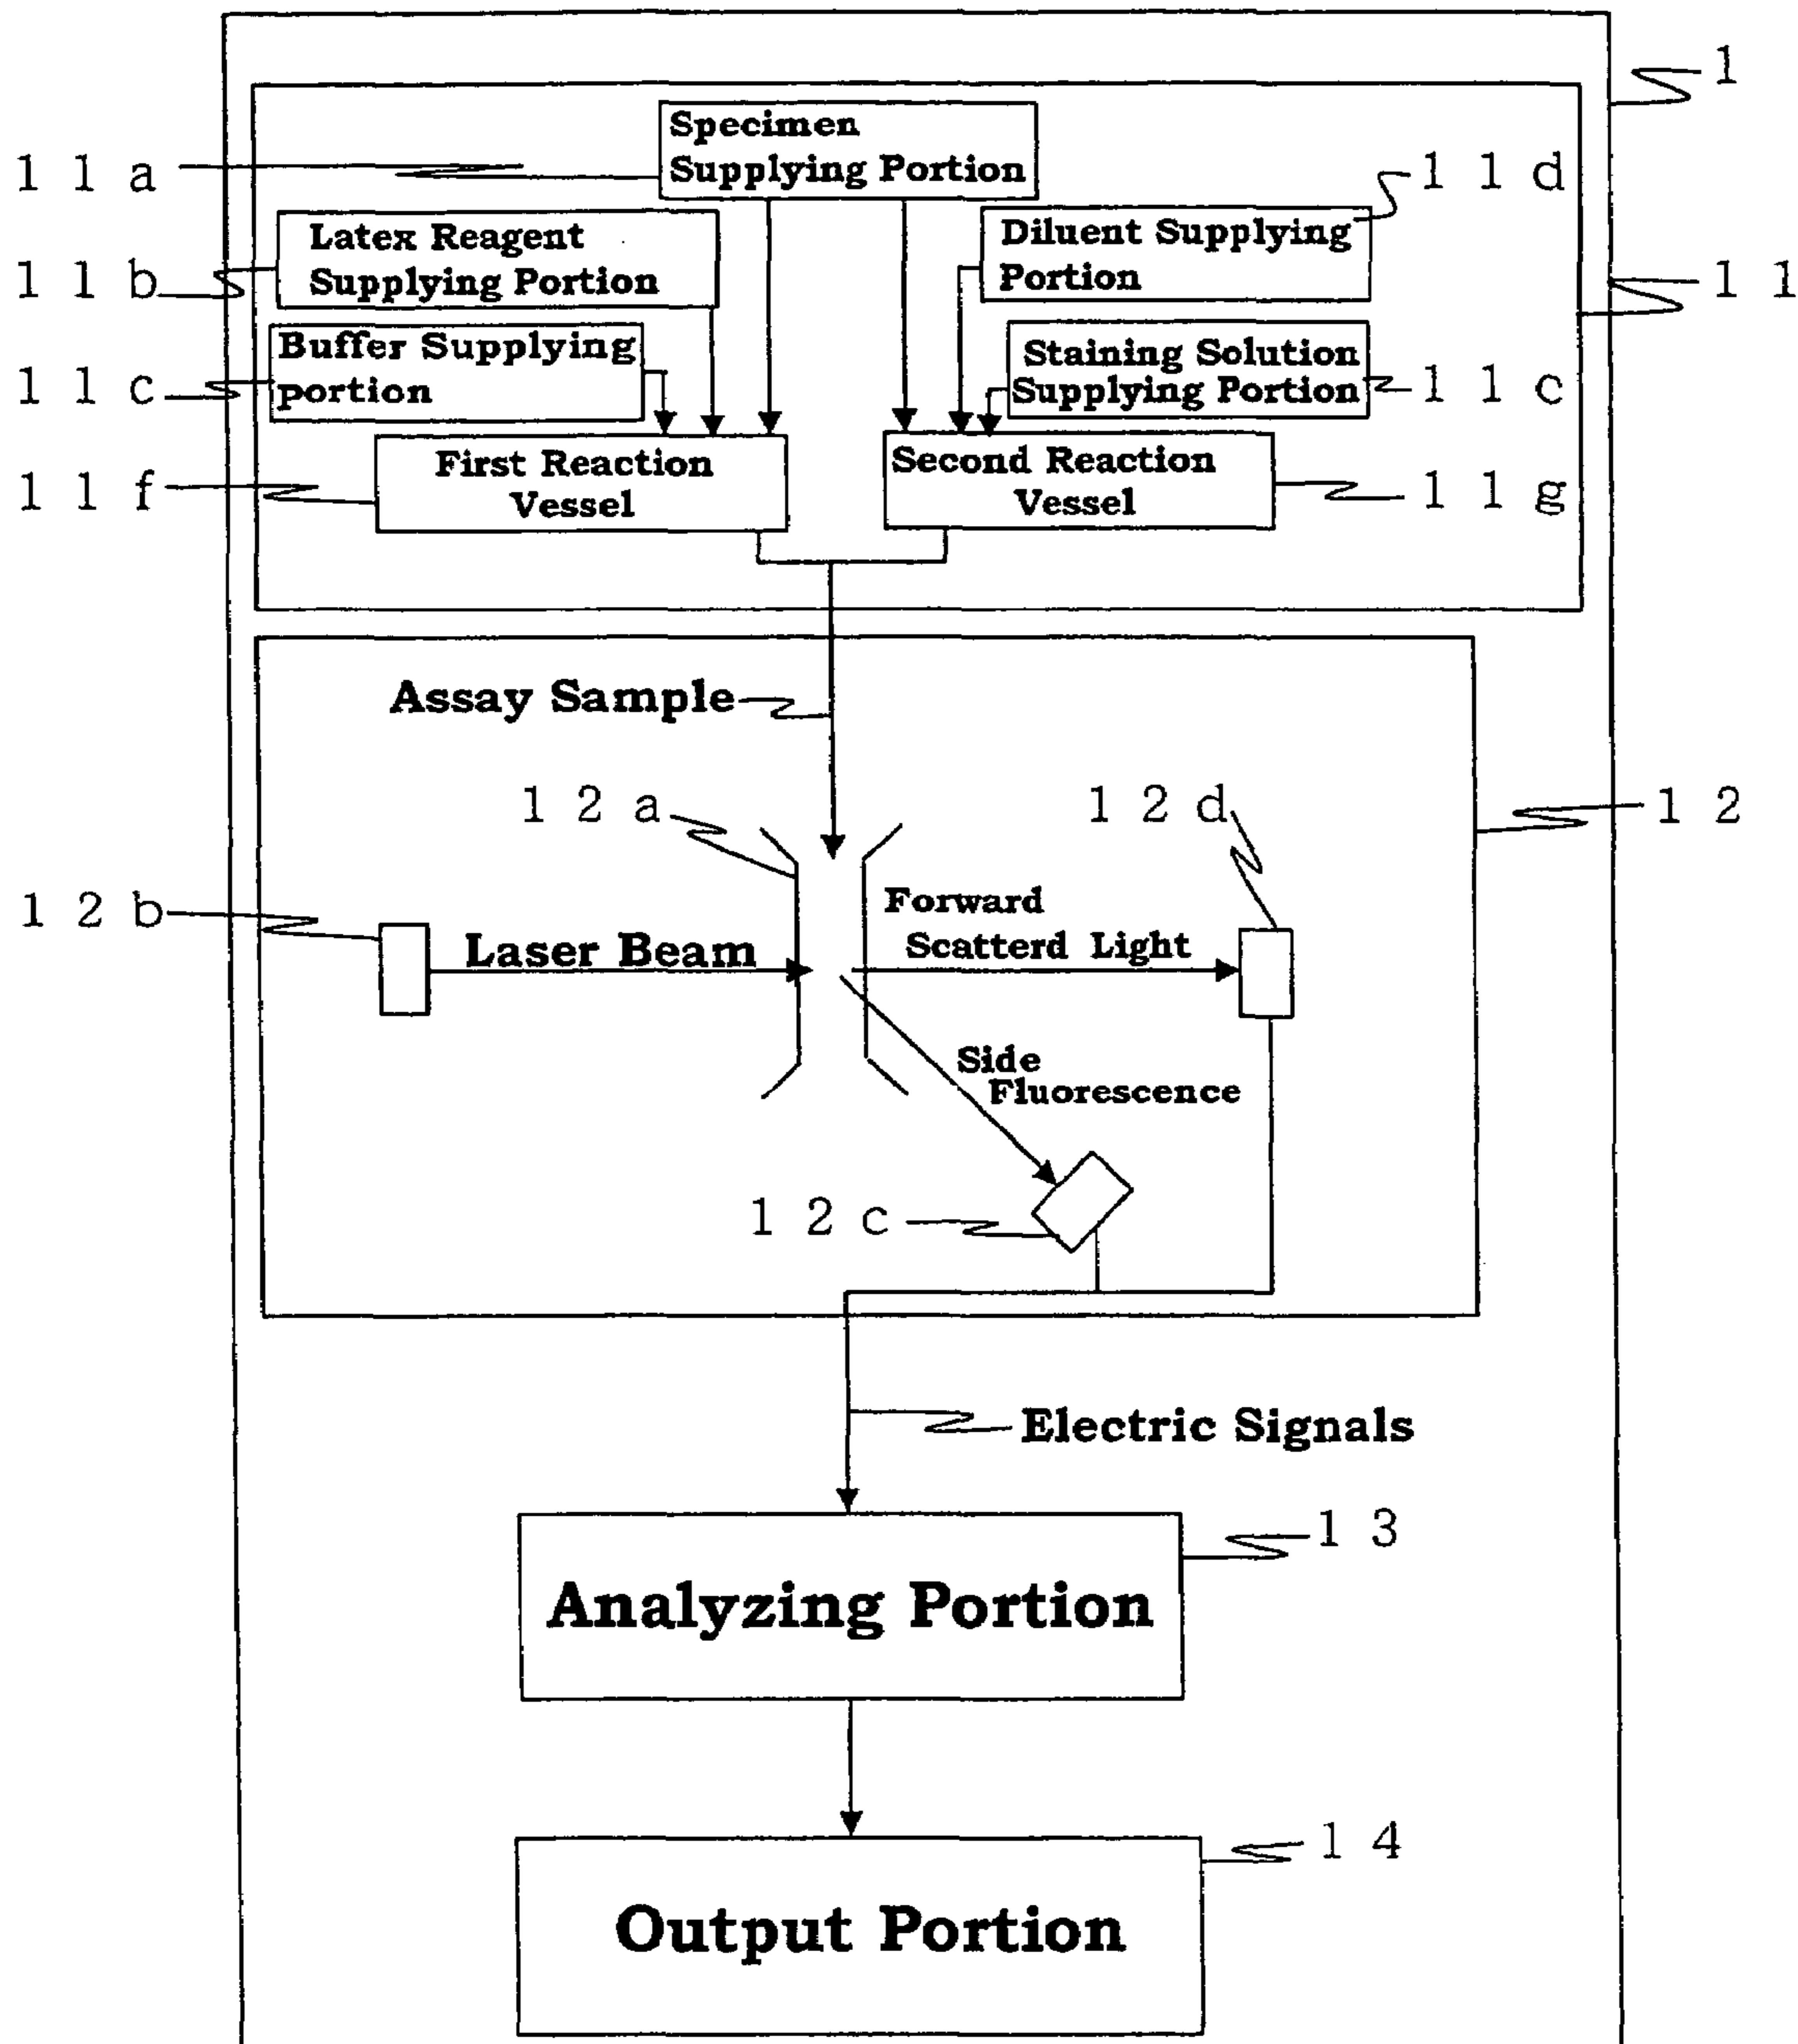 1
Specimen
Supplying Portion
11a
11d
Latex Reagent
Supplying Portion
Diluent Supplying
Portion
11b
11
Buffer Supplying
portion
Staining Solution
Supplying Portion
11c
11c
First Reaction
Vessel
Second Reaction
Vessel
11f
11g
Assay Sample
12a
12d
12
12b
Forward
Scatterd Light
Laser Beam
Side
Fluorescence
12c
Electric Signals
13
Analyzing Portion
14
Output Portion